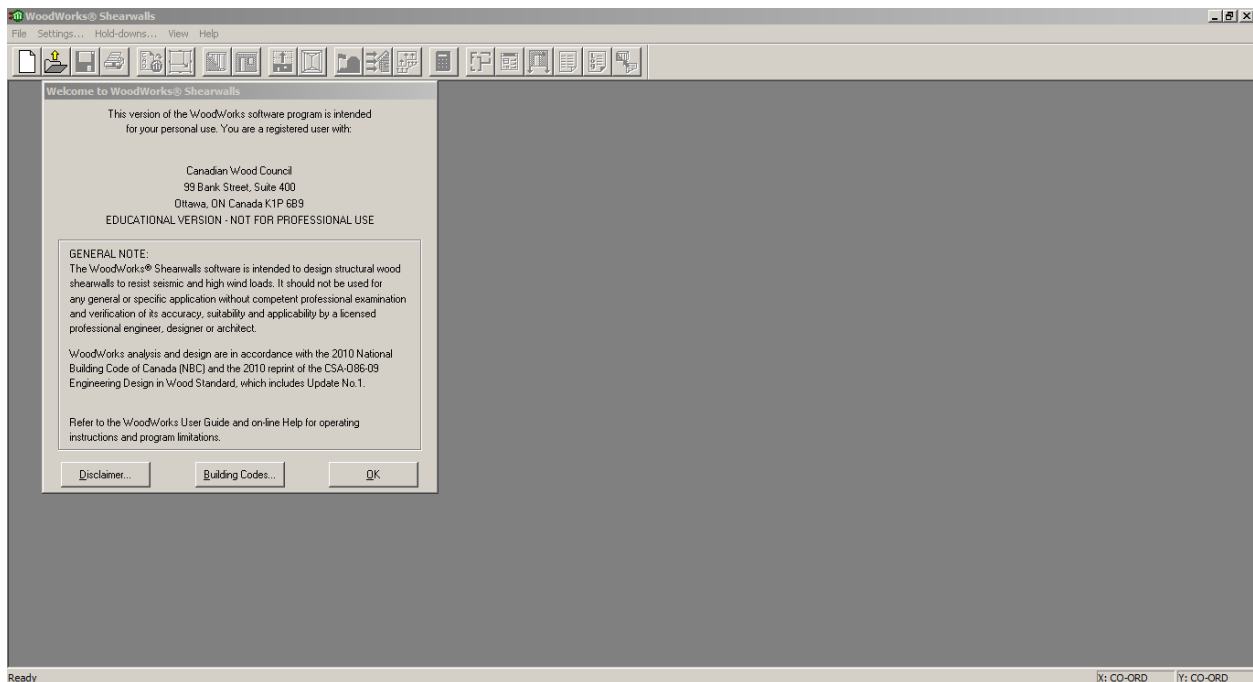 WoodWorks® Shearwalls
File Settings... Hold-downs... View Help
Welcome to WoodWorks® Shearwalls
This version of the WoodWorks software program is intended
for your personal use. You are a registered user with:
Canadian Wood Council
99 Bank Street, Suite 400
Ottawa, ON Canada K1P 6B9
EDUCATIONAL VERSION - NOT FOR PROFESSIONAL USE
GENERAL NOTE:
The WoodWorks® Shearwalls software is intended to design structural wood
shearwalls to resist seismic and high wind loads. It should not be used for
any general or specific application without competent professional examination
and verification of its accuracy, suitability and applicability by a licensed
professional engineer, designer or architect.
WoodWorks analysis and design are in accordance with the 2010 National
Building Code of Canada (NBC) and the 2010 reprint of the CSA-O86-09
Engineering Design in Wood Standard, which includes Update No.1.
Refer to the WoodWorks User Guide and on-line Help for operating
instructions and program limitations.
Disclaimer... Building Codes... OK
Ready X: CO-ORD Y: CO-ORD